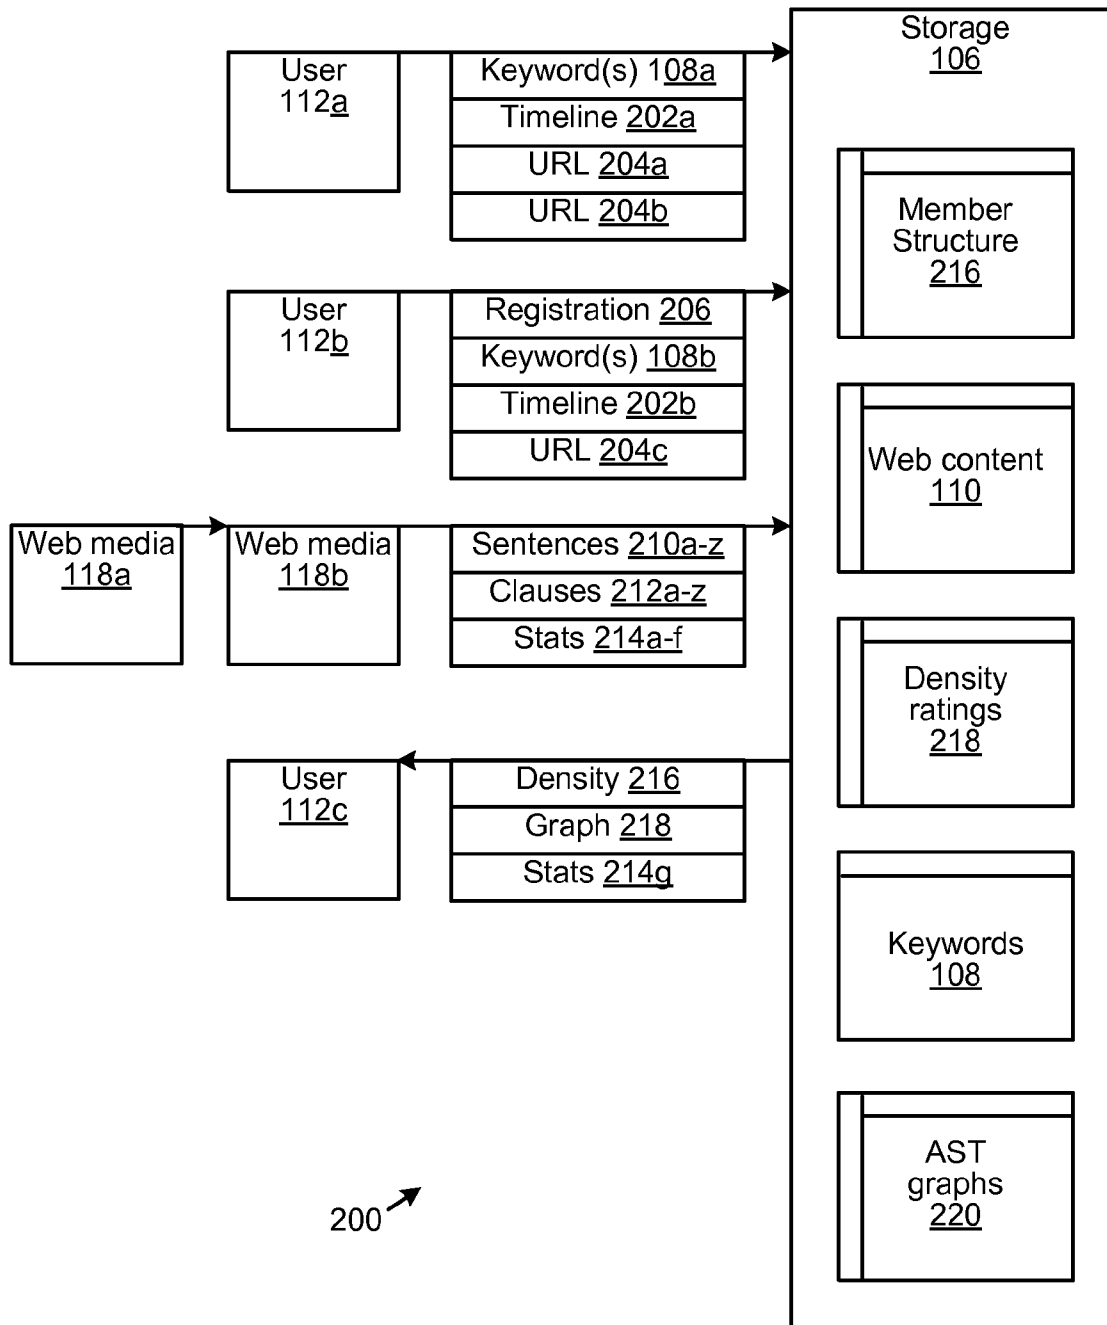 Storage
106
User
112a
Keyword(s) 108a
Timeline 202a
URL 204a
URL 204b
Member
Structure
216
User
112b
Registration 206
Keyword(s) 108b
Timeline 202b
URL 204c
Web content
110
Web media
118a
Web media
118b
Sentences 210a-z
Clauses 212a-z
Stats 214a-f
Density
ratings
218
User
112c
Density 216
Graph 218
Stats 214g
Keywords
108
AST
graphs
220
200